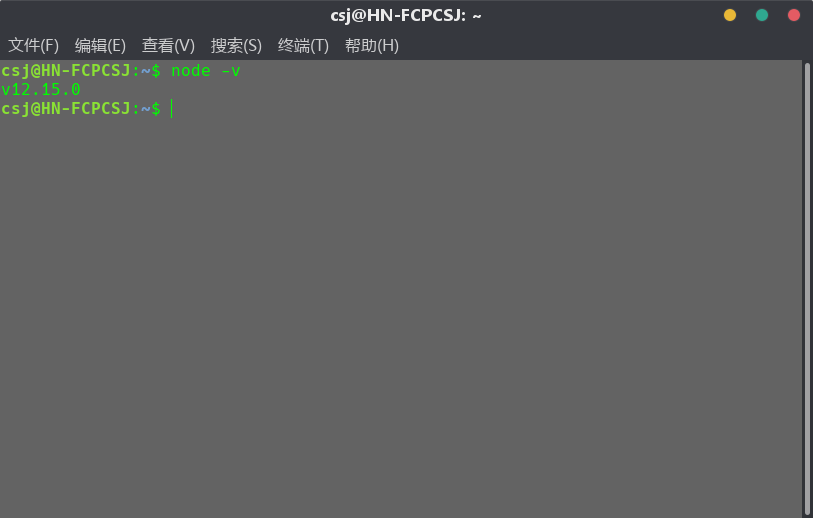 csj@HN-FCPCSJ: ~
文件(F) 编辑(E) 查看(V) 搜索(S) 终端(T) 帮助(H)
csj@HN-FCPCSJ:~$ node -v
v12.15.0
csj@HN-FCPCSJ:~$